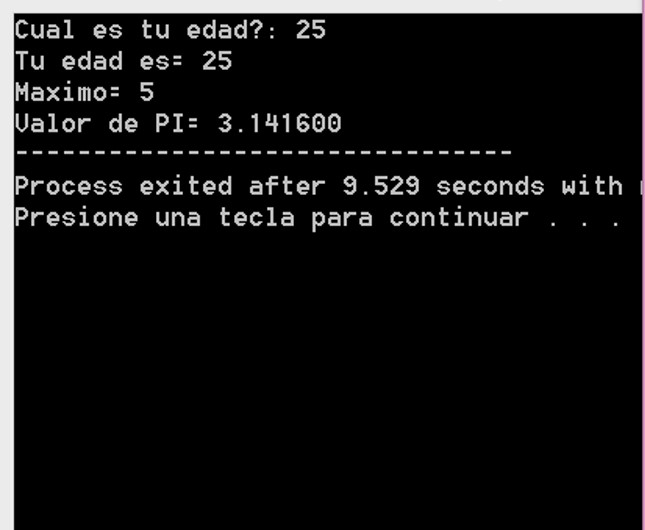 Cual es tu edad?: 25
Tu edad es= 25
Maximo= 5
Valor de PI= 3.141600
--------------------------------
Process exited after 9.529 seconds with
Presione una tecla para continuar . . .